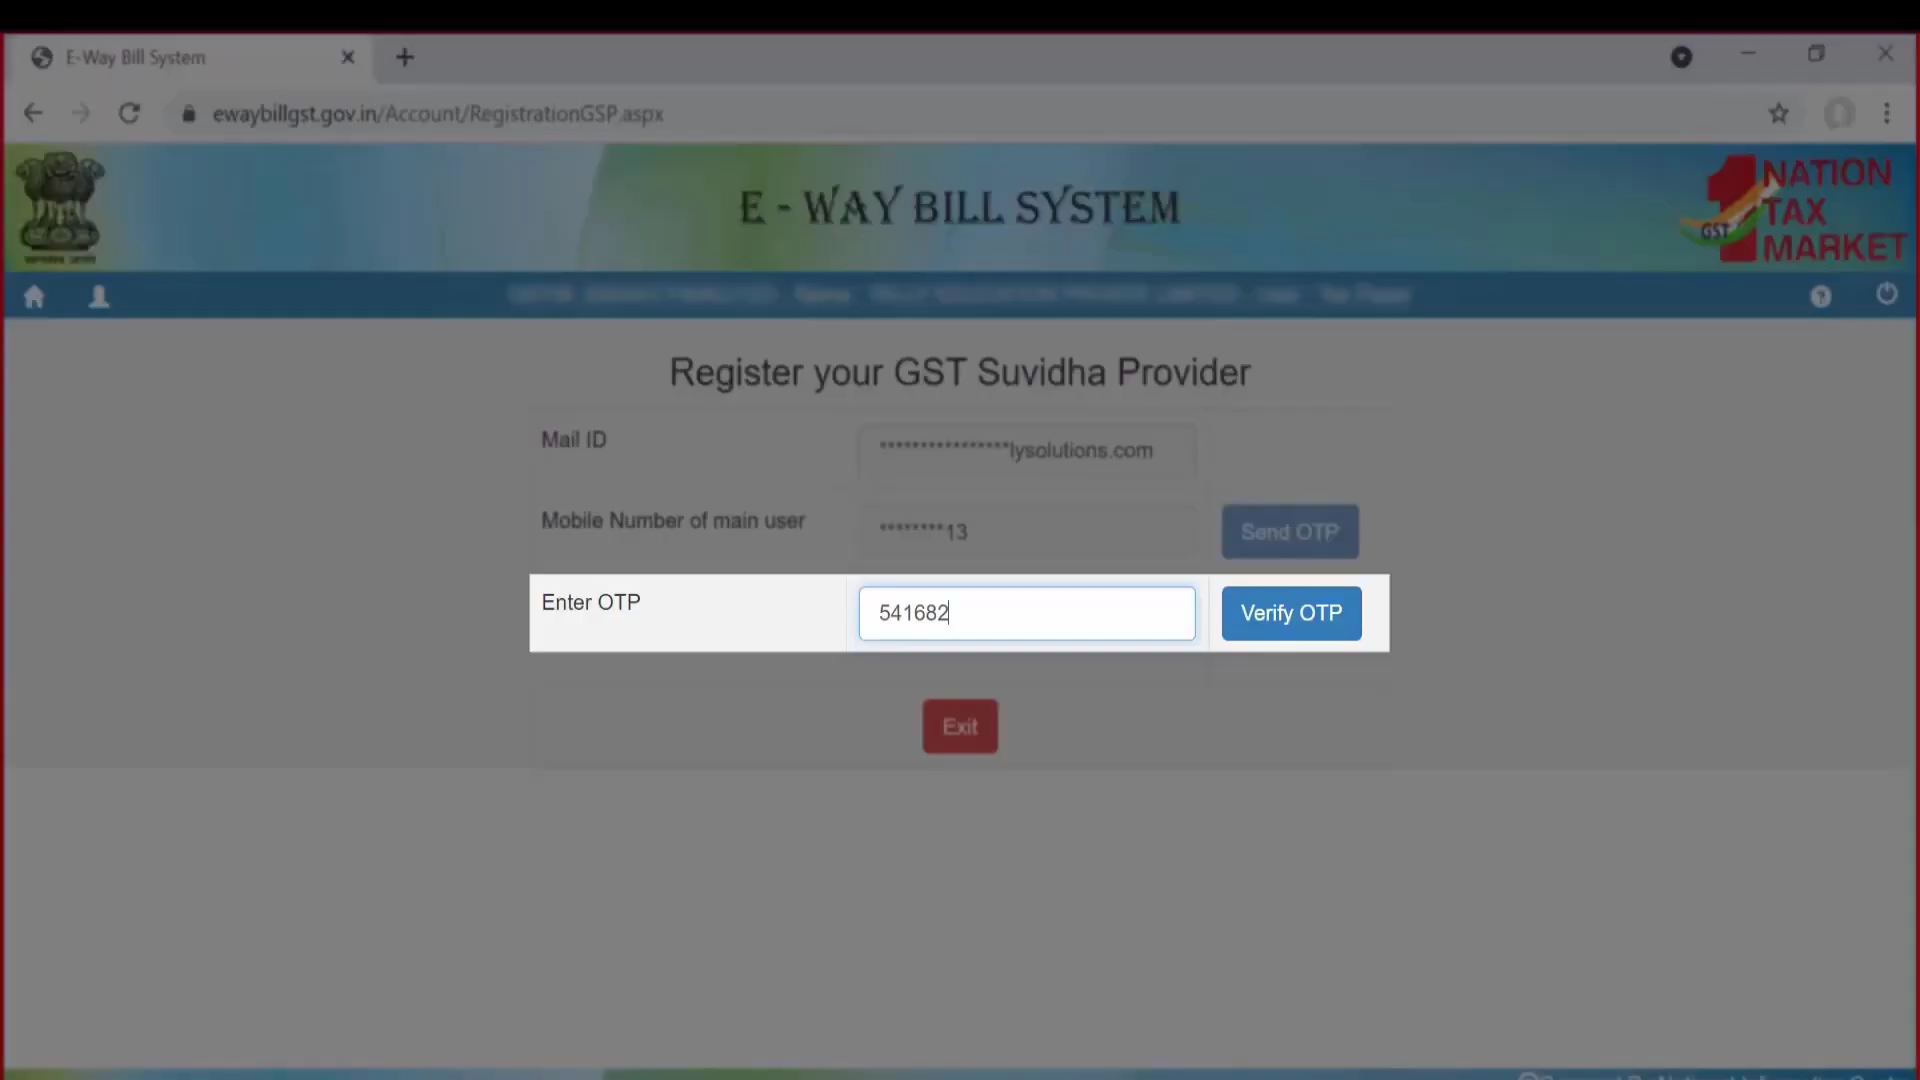 E-Way Bill System
ewaybillgst.gov.in/Account/RegistrationGSP.aspx
E - WAY BILL SYSTEM
NATION
TAX
MARKET
GST
Register your GST Suvidha Provider
Mail ID
****************lysolutions.com
Mobile Number of main user
********13
Send OTP
Enter OTP
541682
Verify OTP
Exit